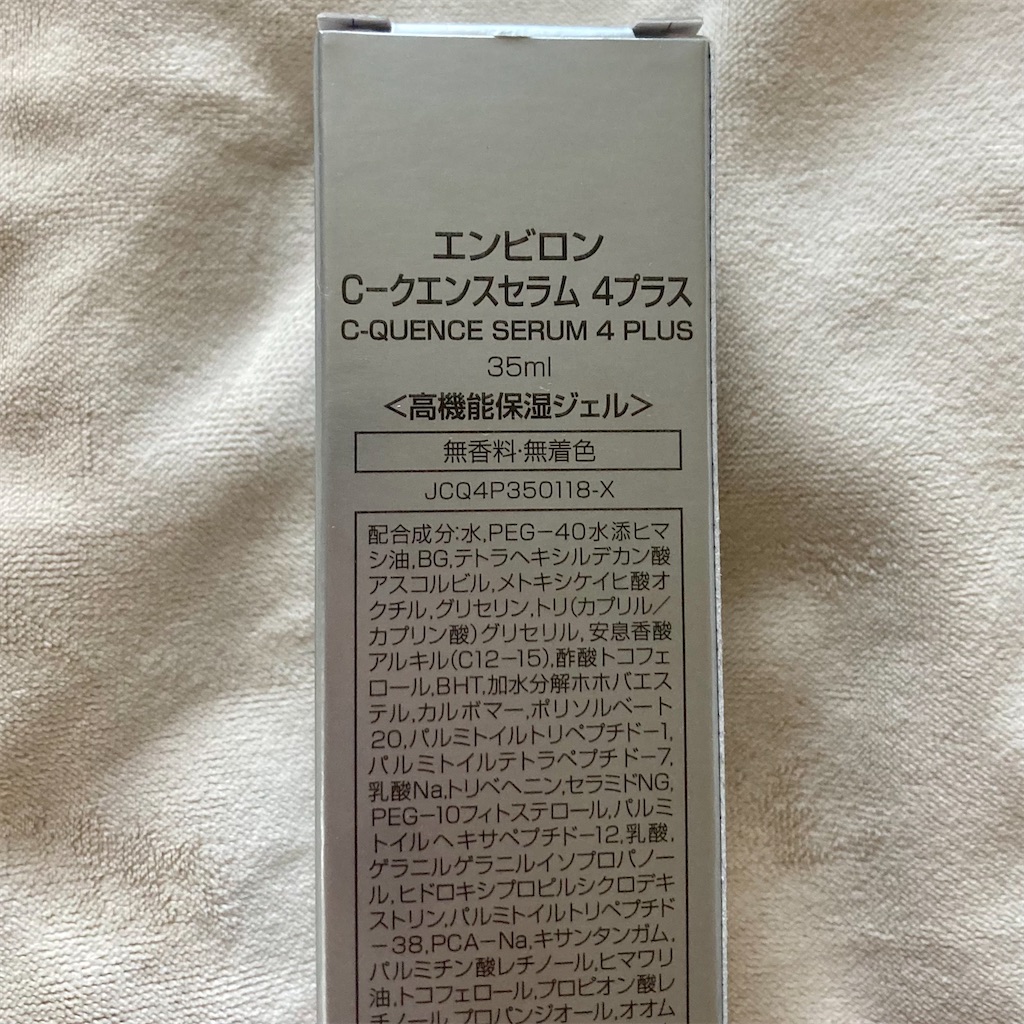 エンビロン
C-クエンスセラム 4プラス
C-QUENCE SERUM 4 PLUS
35ml
<高機能保湿ジェル>
無香料・無着色
JCQ4P350118-X
配合成分:水,PEG-40水添ヒマ
シ油,BG,テトラヘキシルデカン酸
アスコルビル,メトキシケイヒ酸オ
クチル,グリセリン,トリ(カプリル/
カプリン酸)グリセリル,安息香酸
アルキル(C12-15),酢酸トコフェ
ロール,BHT,加水分解ホホバエス
テル,カルボマー,ポリソルベート
20,パルミトイルトリペプチド-1,
パルミトイルテトラペプチド-7,
乳酸Na,トリベヘニン,セラミドNG,
PEG-10フィトステロール,パルミ
トイルヘキサペプチド-12,乳酸,
ゲラニルゲラニルイソプロパノー
ル,ヒドロキシプロピルシクロデキ
ストリン,パルミトイルトリペプチド
-38,PCA-Na,キサンタンガム,
パルミチン酸レチノール,ヒマワリ
油,トコフェロール,プロピオン酸レ
チノール,プロパンジオール,オオム